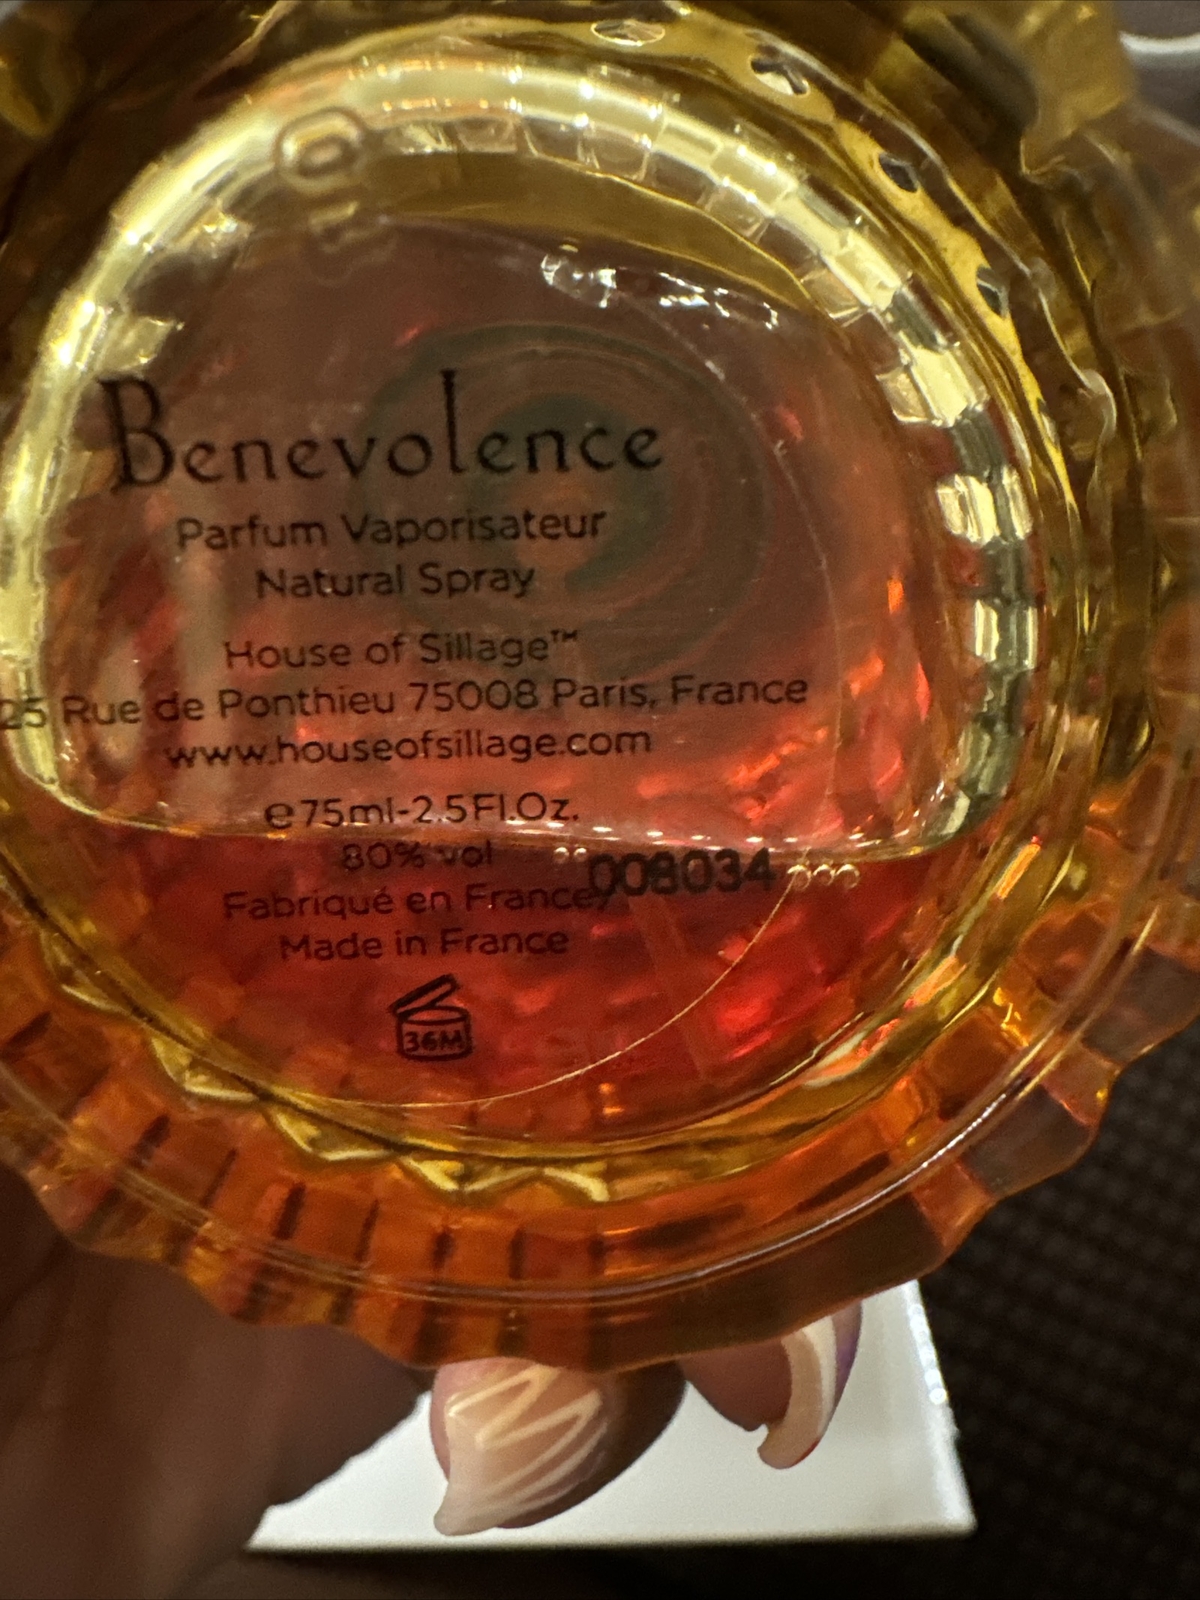 Benevolence
Parfum Vaporisateur
Natural Spray
House of Sillage™
25 Rue de Ponthieu 75008 Paris, France
www.houseofsillage.com
℮75ml-2.5Fl.Oz.
80% vol
008034
Fabriqué en France
Made in France
36M